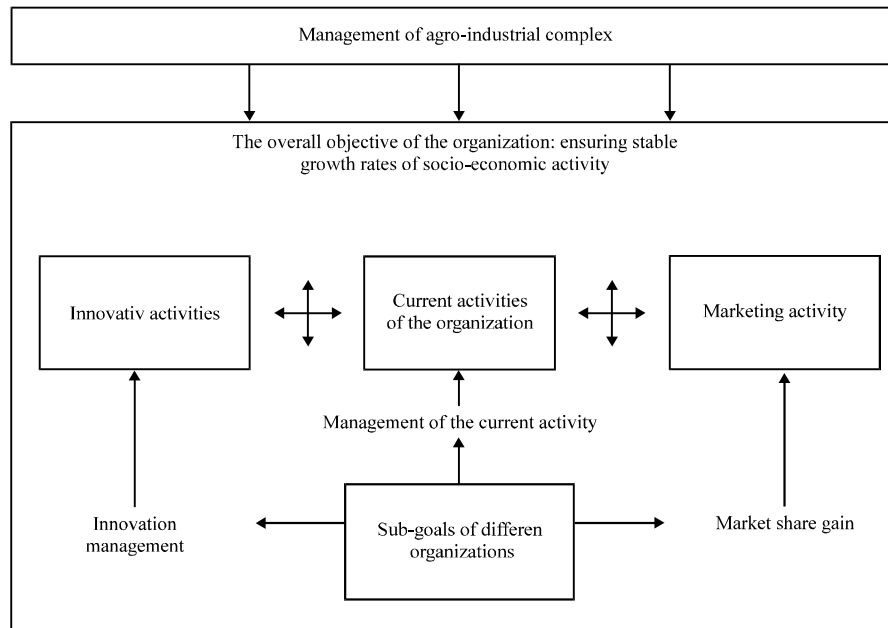 Management of agro-industrial complex
The overall objective of the organization: ensuring stable
growth rates of socio-economic activity
Innovativ activities
Current activities
of the organization
Marketing activity
Management of the current activity
Innovation
management
Sub-goals of differen
organizations
Market share gain